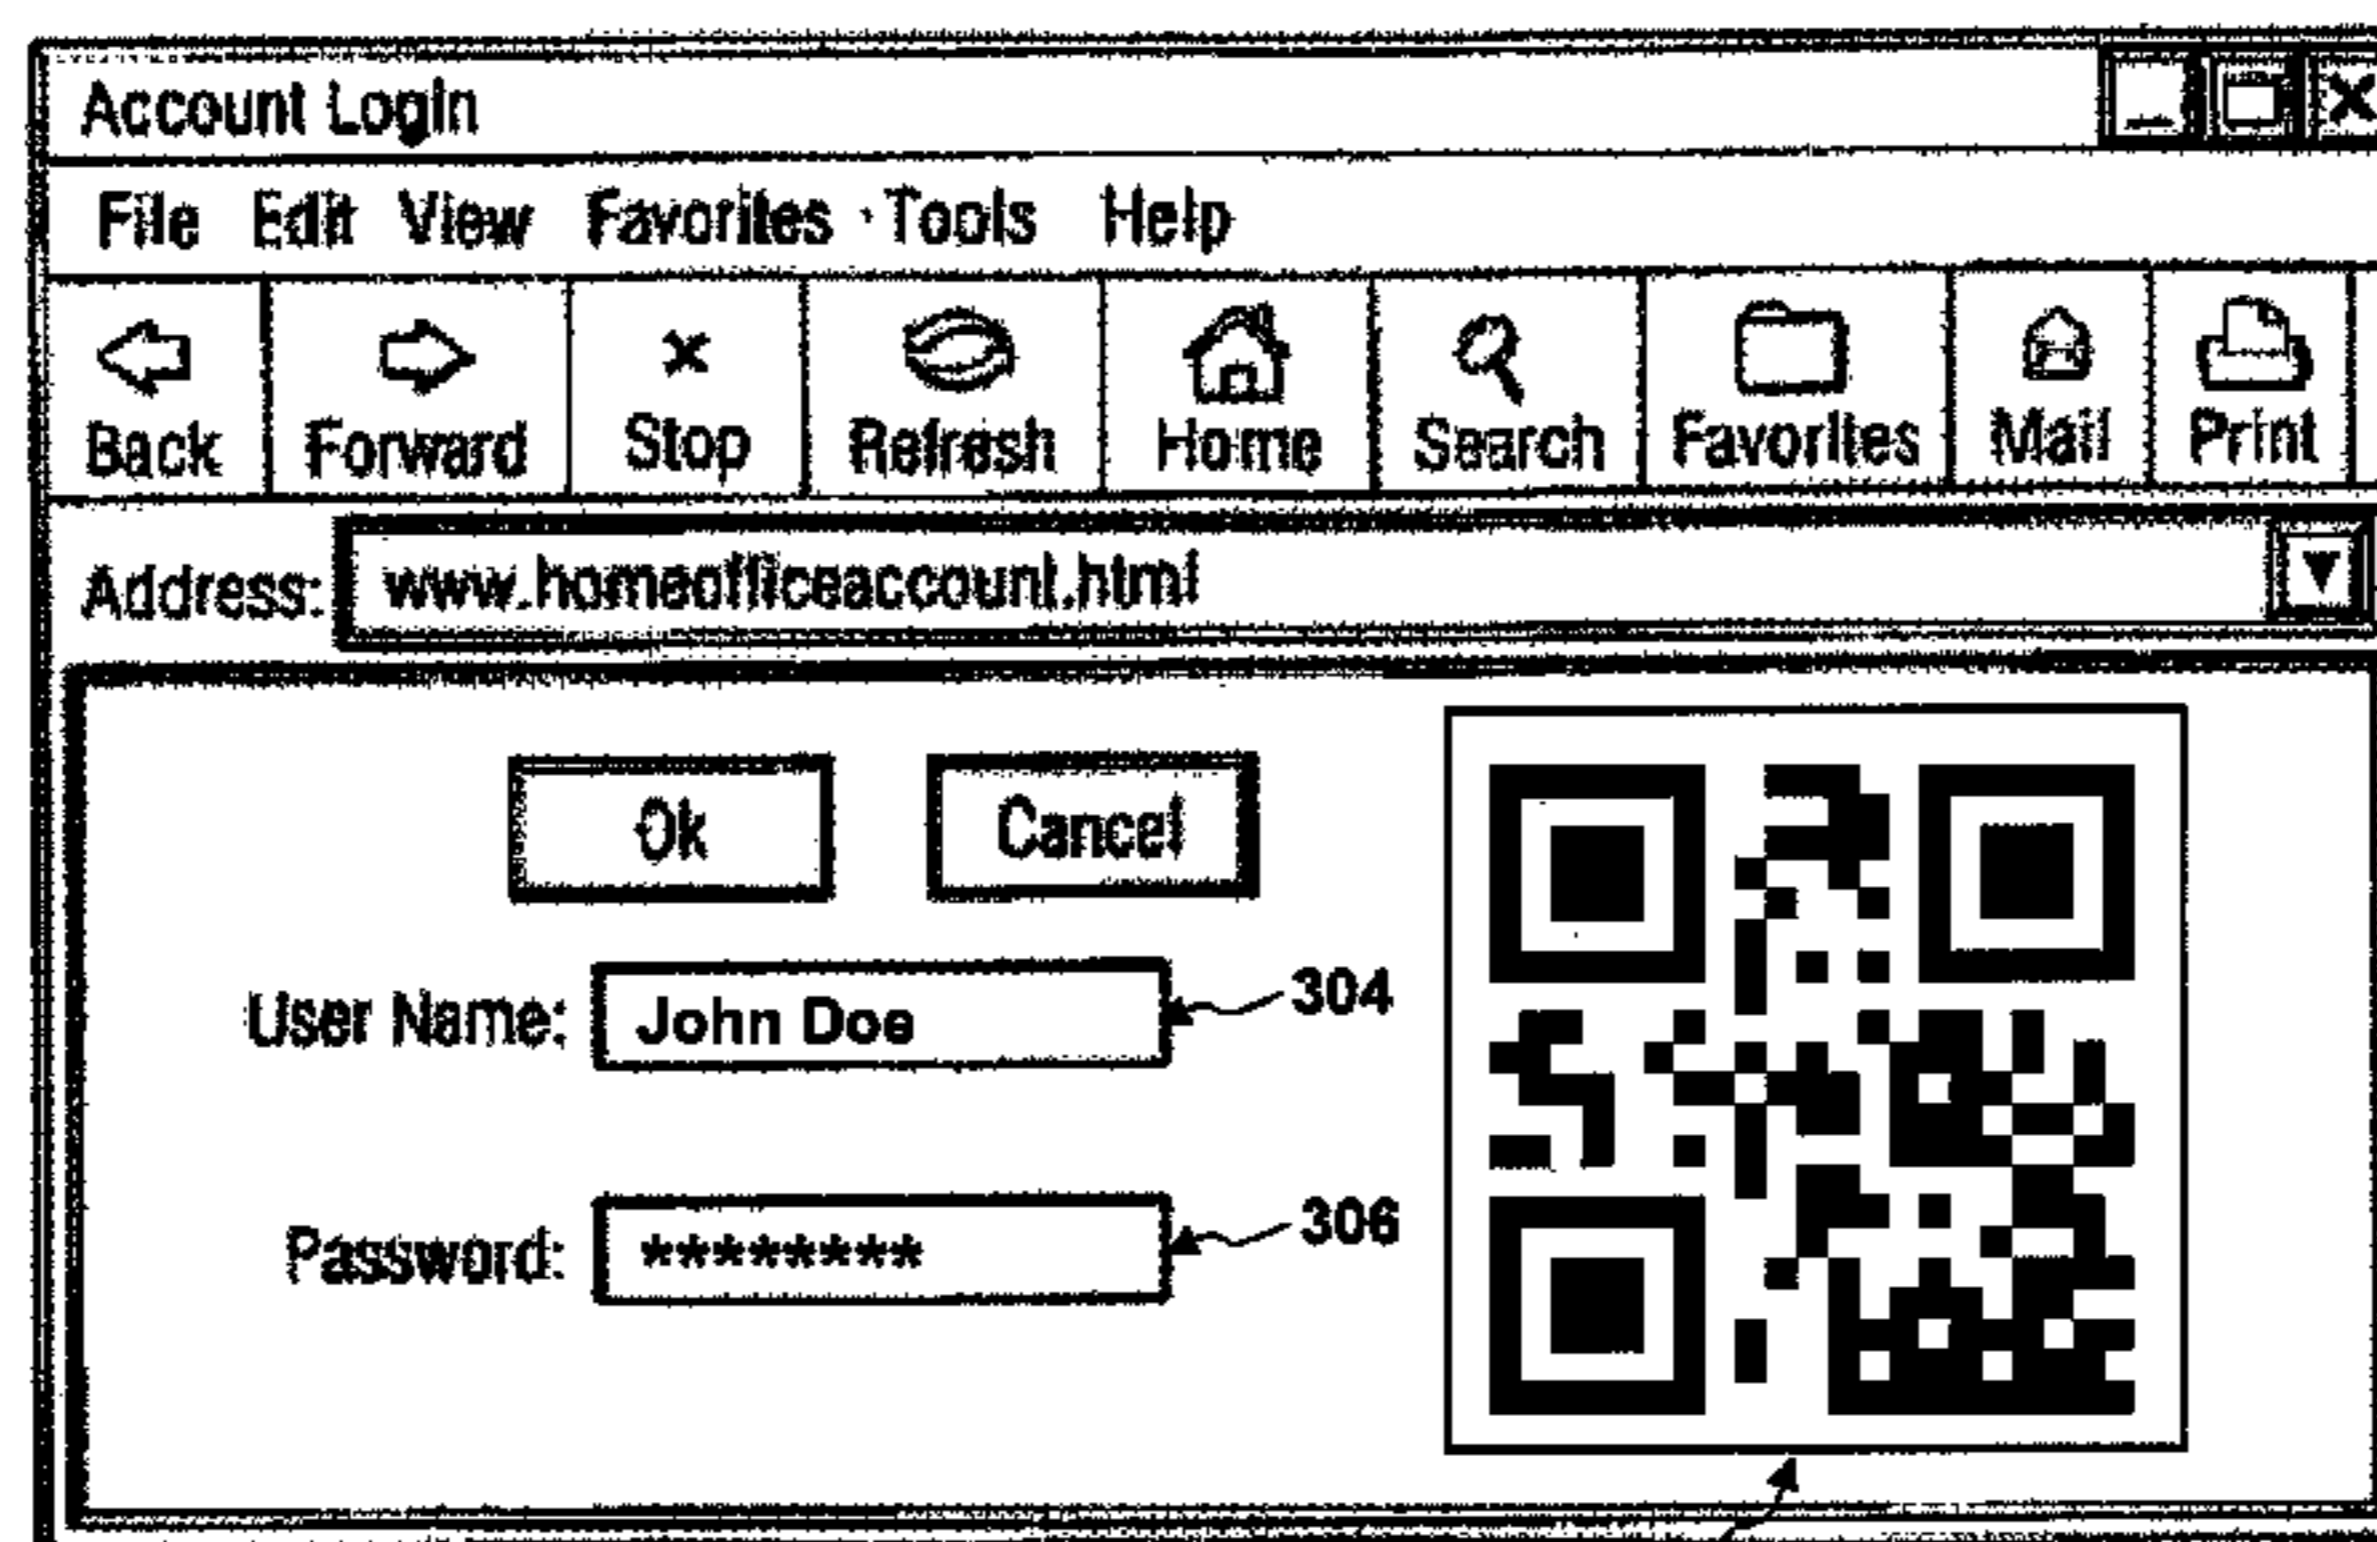 Account Login
File Edit View Favorites Tools Help
Back Forward Stop Refresh Home Search Favorites Mail Print
Address: www.homeofficeaccount.html
Ok Cancel
User Name: John Doe 304
Password: ******** 306